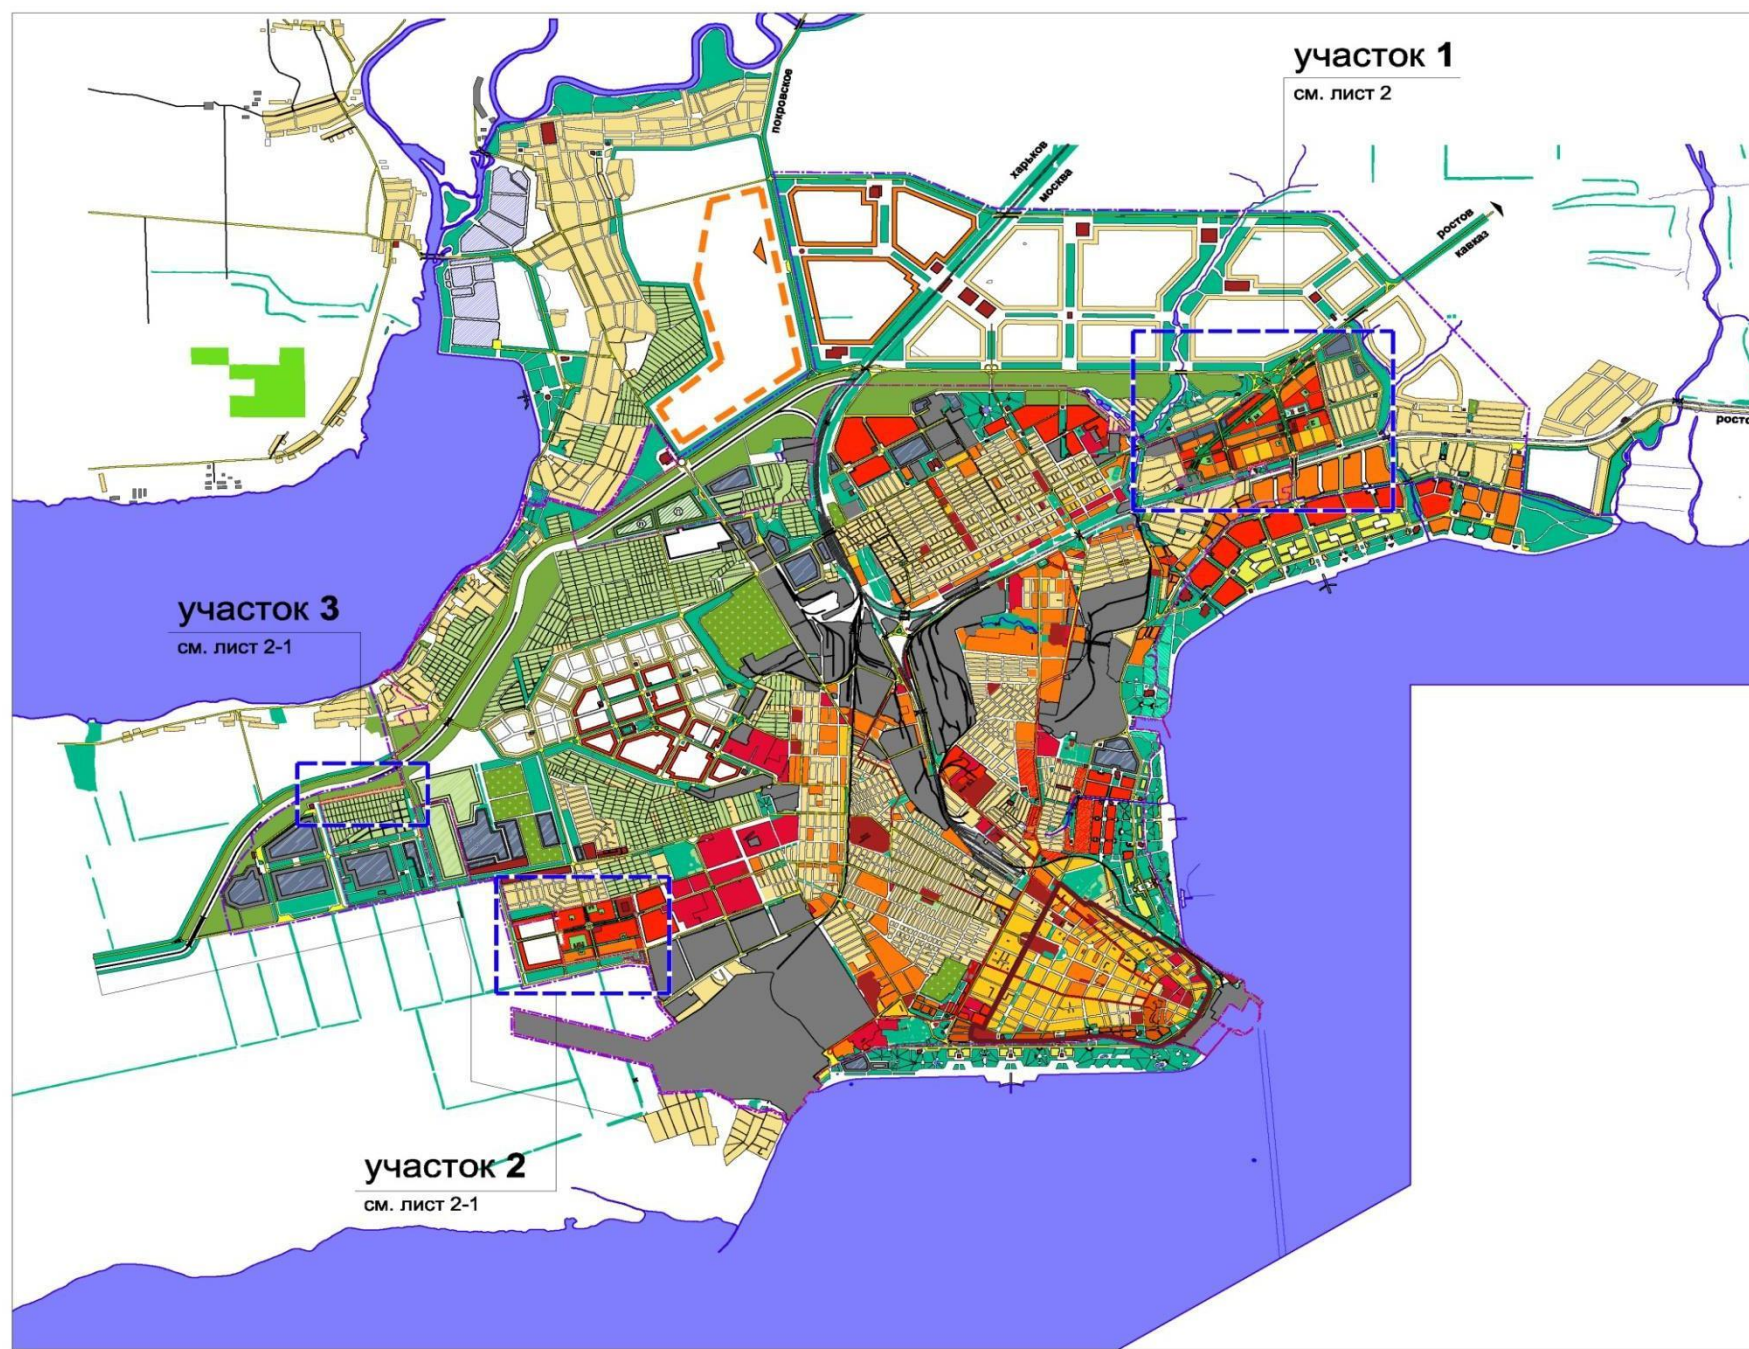 участок 1
см. лист 2
покровское
харьков
москва
ростов
кавказ
росто
участок 3
см. лист 2-1
участок 2
см. лист 2-1